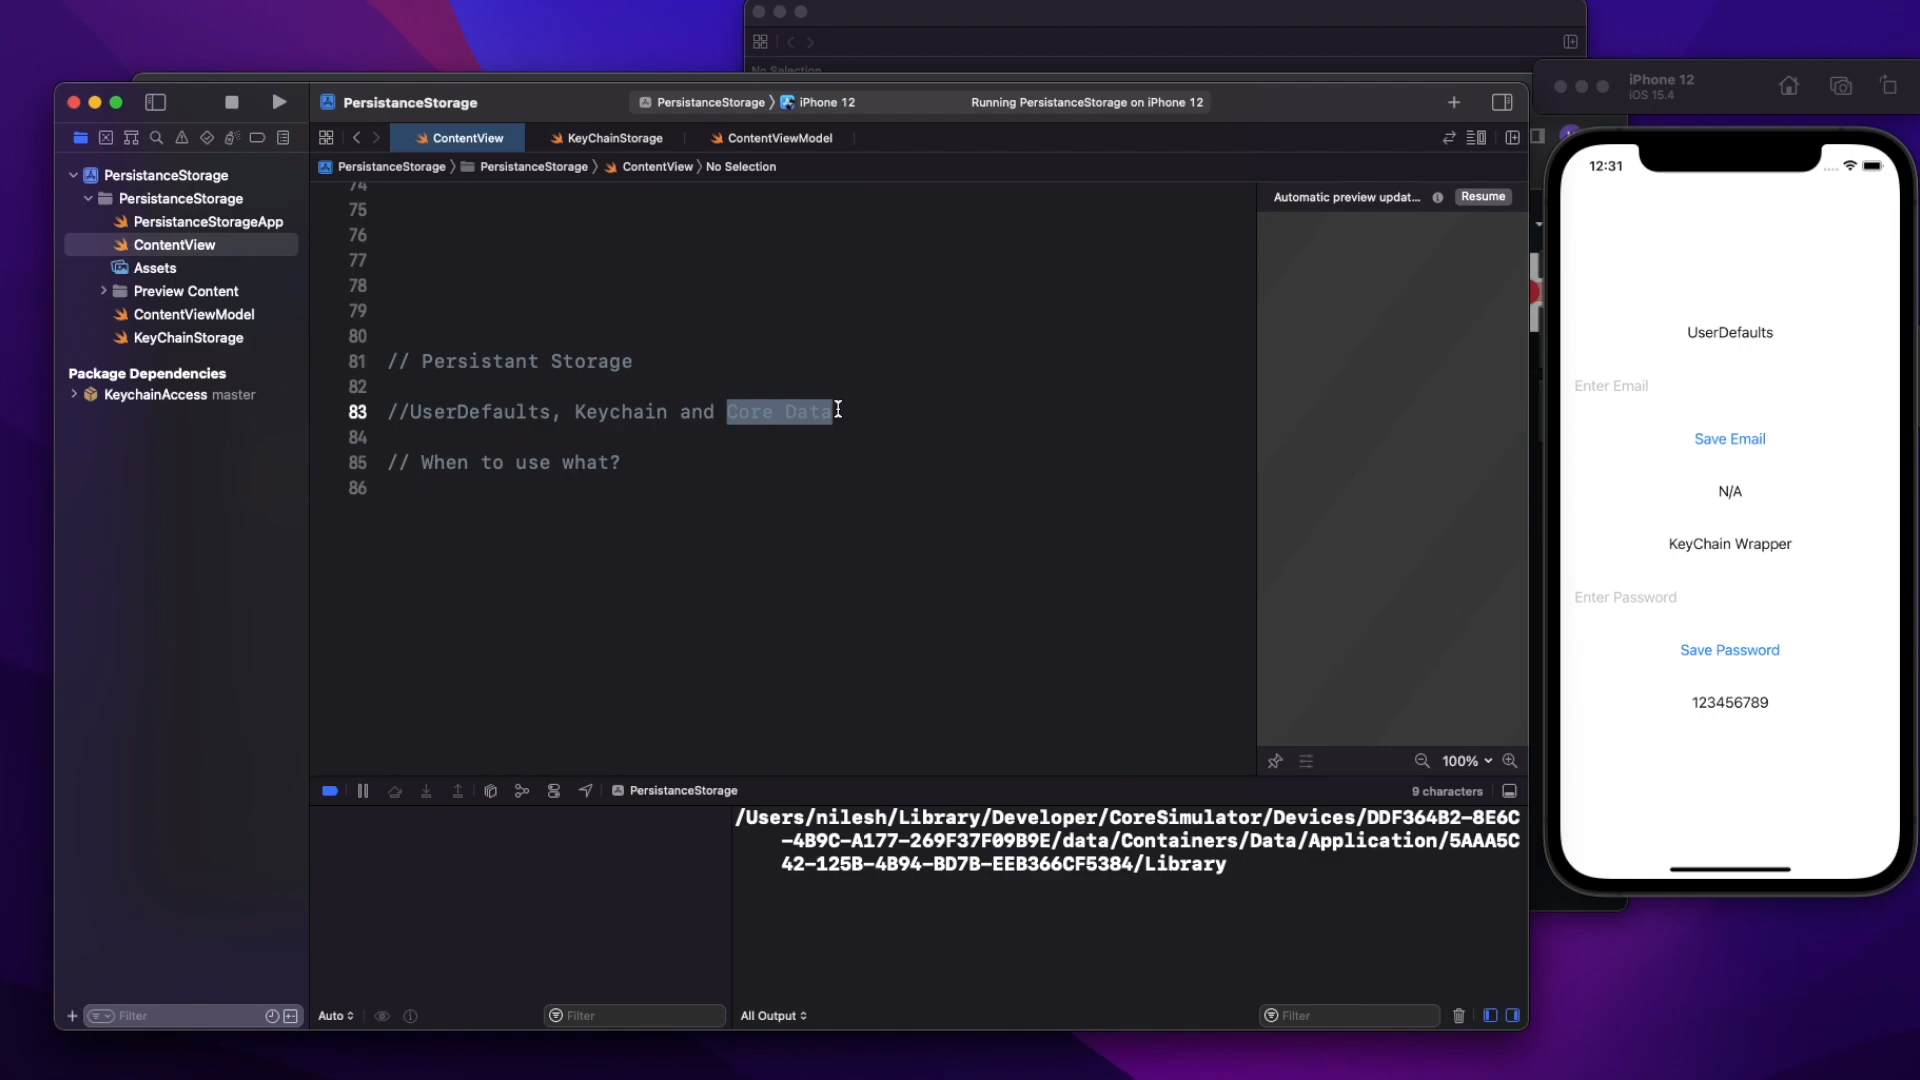 No Selection
iPhone 12
iOS 15.4
PersistanceStorage
PersistanceStorage 〉 iPhone 12
Running PersistanceStorage on iPhone 12
ContentView
KeyChainStorage
ContentViewModel
PersistanceStorage 〉 PersistanceStorage 〉 ContentView 〉 No Selection
PersistanceStorage
PersistanceStorage
PersistanceStorageApp
ContentView
Assets
Preview Content
ContentViewModel
KeyChainStorage
Package Dependencies
KeychainAccess master
74
75
76
77
78
79
80
81 // Persistant Storage
82
83 //UserDefaults, Keychain and Core Data
84
85 // When to use what?
86
Automatic preview updat...
Resume
100%
PersistanceStorage
9 characters
/Users/nilesh/Library/Developer/CoreSimulator/Devices/DDF364B2-8E6C
-4B9C-A177-269F37F09B9E/data/Containers/Data/Application/5AAA5C
42-125B-4B94-BD7B-EEB366CF5384/Library
Filter
Auto
Filter
All Output
Filter
12:31
UserDefaults
Enter Email
Save Email
N/A
KeyChain Wrapper
Enter Password
Save Password
123456789